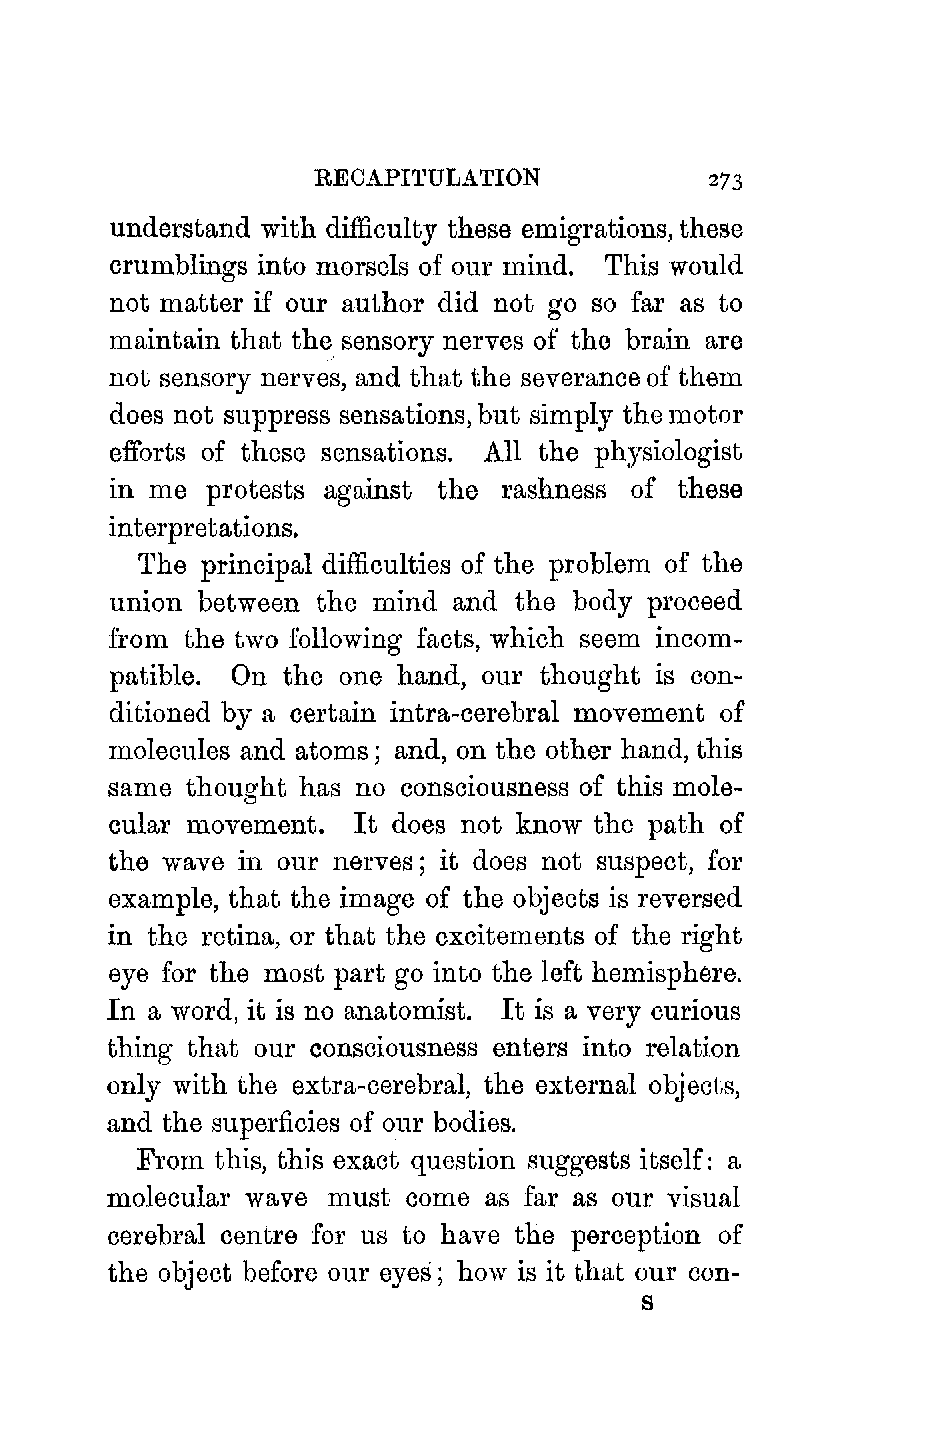 RECAPITULATION 273
understand with difficulty these emigrations, these
crumblings into morsels of our mind. This would
not matter if our author did not go so far as to
maintain that the sensory nerves of the brain are
not sensory nerves, and that the severance of them
does not suppress sensations, but simply the motor
efforts of these sensations. All the physiologist
in me protests against the rashness of these
interpretations.
The principal difficulties of the problem of the
union between the mind and the body proceed
from the two following facts, which seem incom-
patible. On the one hand, our thought is con-
ditioned by a certain intra-cerebral movement of
molecules and atoms; and, on the other hand, this
same thought has no consciousness of this mole-
cular movement. It does not know the path of
the wave in our nerves; it does not suspect, for
example, that the image of the objects is reversed
in the retina, or that the excitements of the right
eye for the most part go into the left hemisphere.
In a word, it is no anatomist. It is a very curious
thing that our consciousness enters into relation
only with the extra-cerebral, the external objects,
and the superficies of our bodies.
From this, this exact question suggests itself: a
molecular wave must come as far as our visual
cerebral centre for us to have the perception of
the object before our eyes; how is it that our con-
S